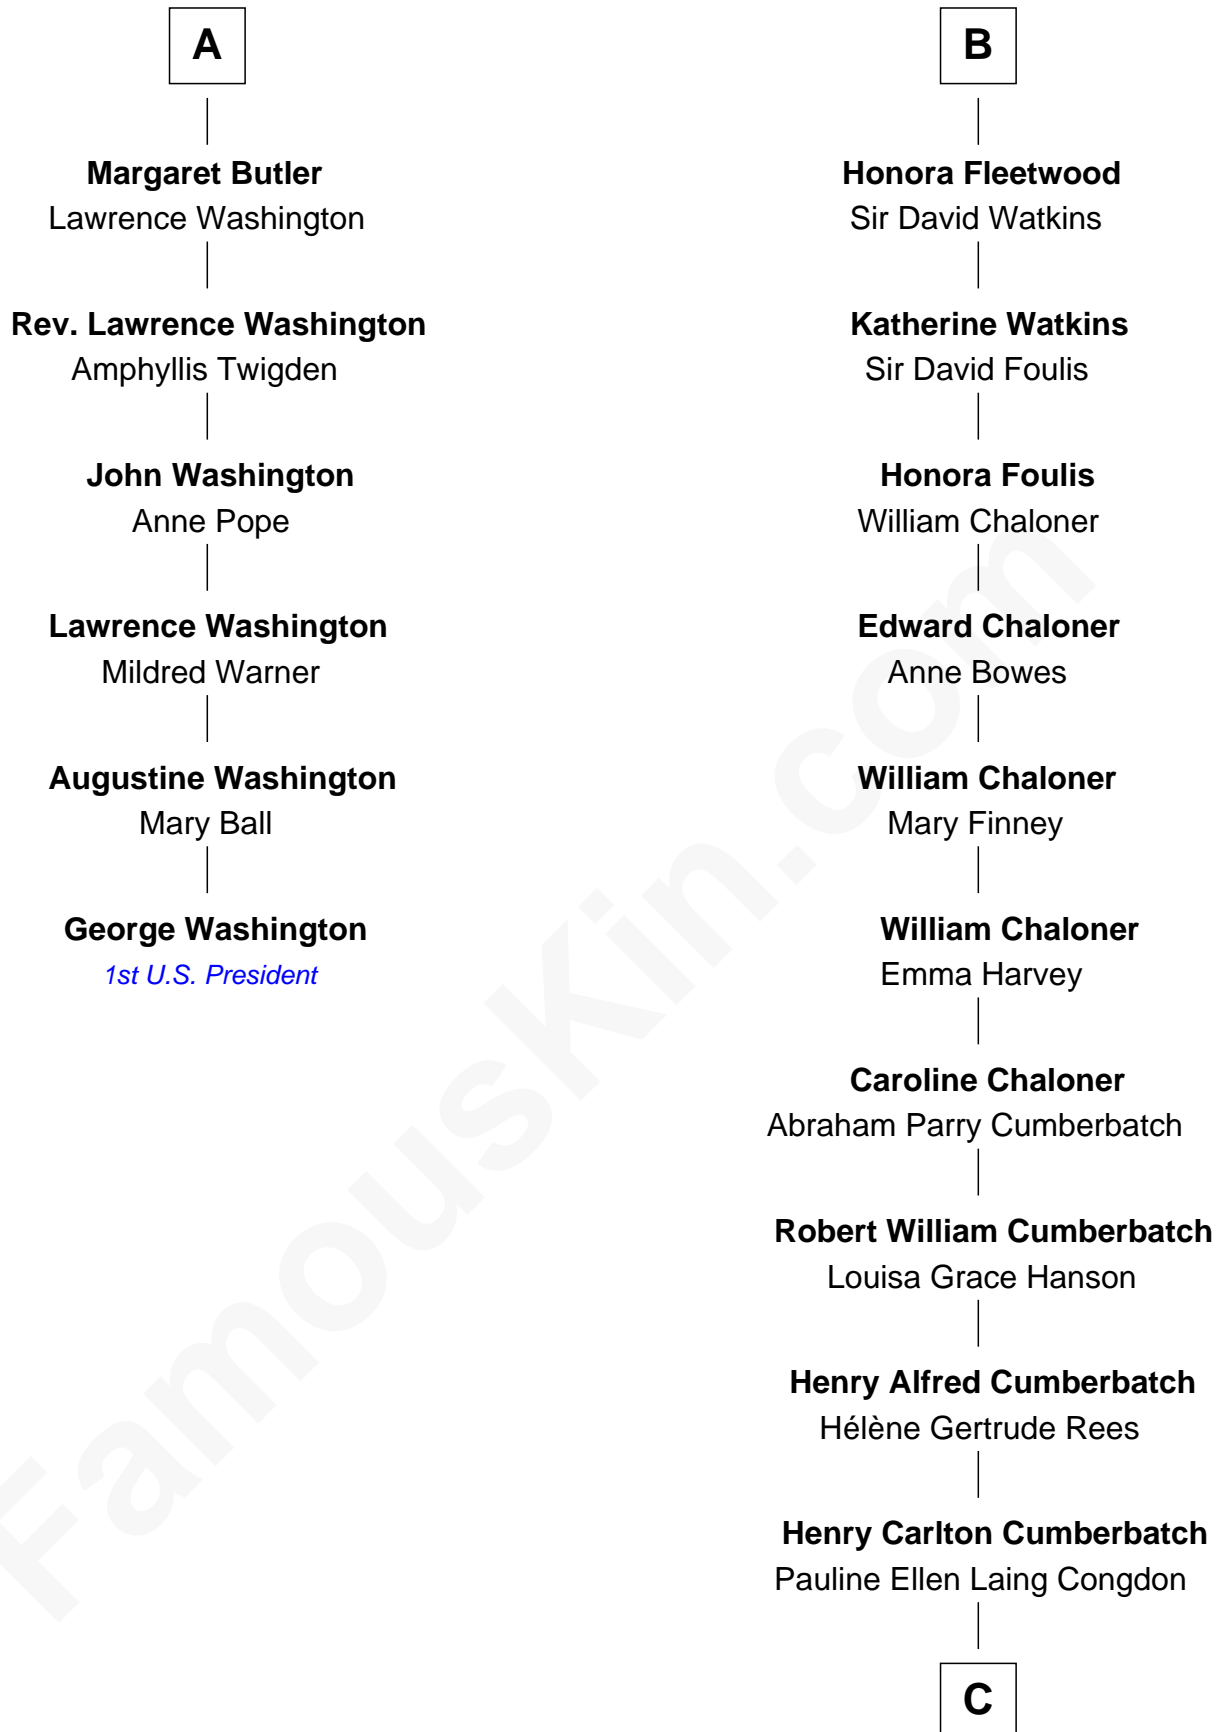 A
Margaret Butler
Lawrence Washington
Rev. Lawrence Washington
Amphyllis Twigden
John Washington
Anne Pope
Lawrence Washington
Mildred Warner
Augustine Washington
Mary Ball
George Washington
1st U.S. President
B
Honora Fleetwood
Sir David Watkins
Katherine Watkins
Sir David Foulis
Honora Foulis
William Chaloner
Edward Chaloner
Anne Bowes
William Chaloner
Mary Finney
William Chaloner
Emma Harvey
Caroline Chaloner
Abraham Parry Cumberbatch
Robert William Cumberbatch
Louisa Grace Hanson
Henry Alfred Cumberbatch
Hélène Gertrude Rees
Henry Carlton Cumberbatch
Pauline Ellen Laing Congdon
C
FamousKin.com